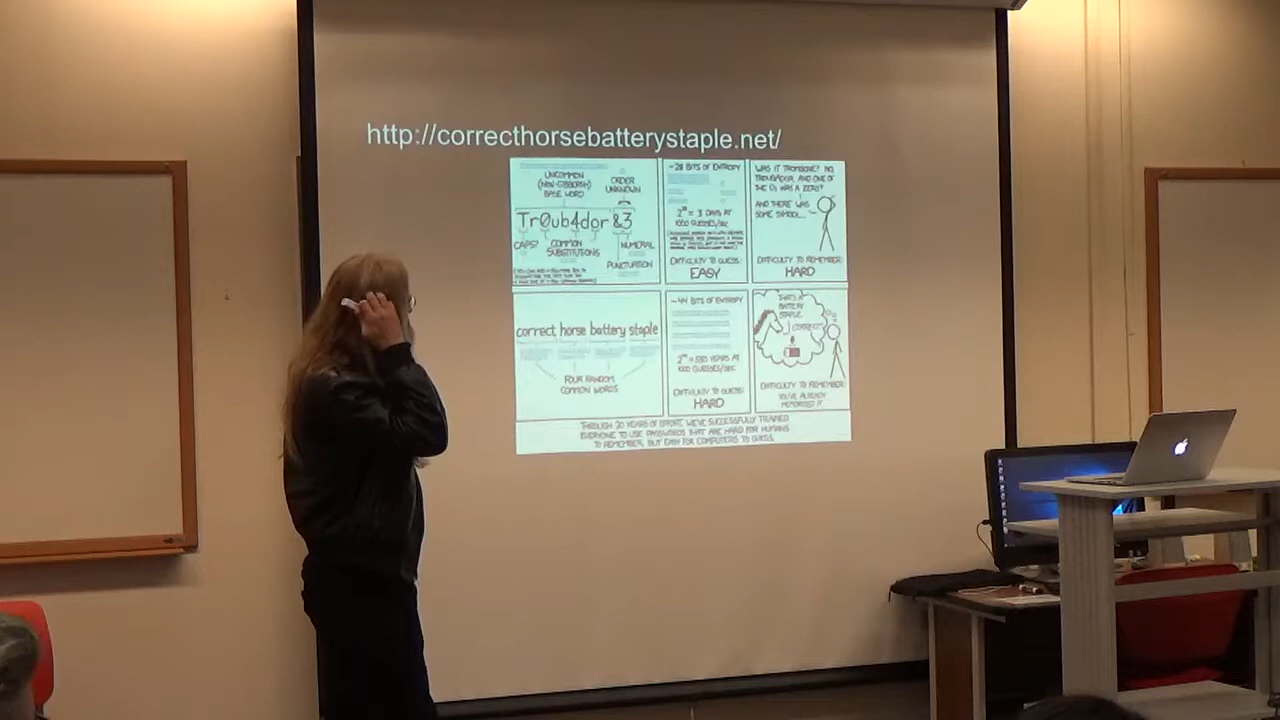 http://correcthorsebatterystaple.net/
UNCOMMON
(NON-GIBBERISH)
BASE WORD
ORDER
UNKNOWN
Tr0ub4dor &3
CAPS?
COMMON
SUBSTITUTIONS
NUMERAL
PUNCTUATION
~28 BITS OF ENTROPY
2²⁸ = 3 DAYS AT
1000 GUESSES/SEC
DIFFICULTY TO GUESS:
EASY
WAS IT TROMBONE? NO,
TROUBADOR. AND ONE OF
THE 0s WAS A ZERO?
AND THERE WAS
SOME SYMBOL...
DIFFICULTY TO REMEMBER:
HARD
correct horse battery staple
FOUR RANDOM
COMMON WORDS
~44 BITS OF ENTROPY
2⁴⁴ = 550 YEARS AT
1000 GUESSES/SEC
DIFFICULTY TO GUESS:
HARD
THAT'S A
BATTERY
STAPLE.
CORRECT!
DIFFICULTY TO REMEMBER:
YOU'VE ALREADY
MEMORIZED IT
THROUGH 20 YEARS OF EFFORT, WE'VE SUCCESSFULLY TRAINED
EVERYONE TO USE PASSWORDS THAT ARE HARD FOR HUMANS
TO REMEMBER, BUT EASY FOR COMPUTERS TO GUESS.